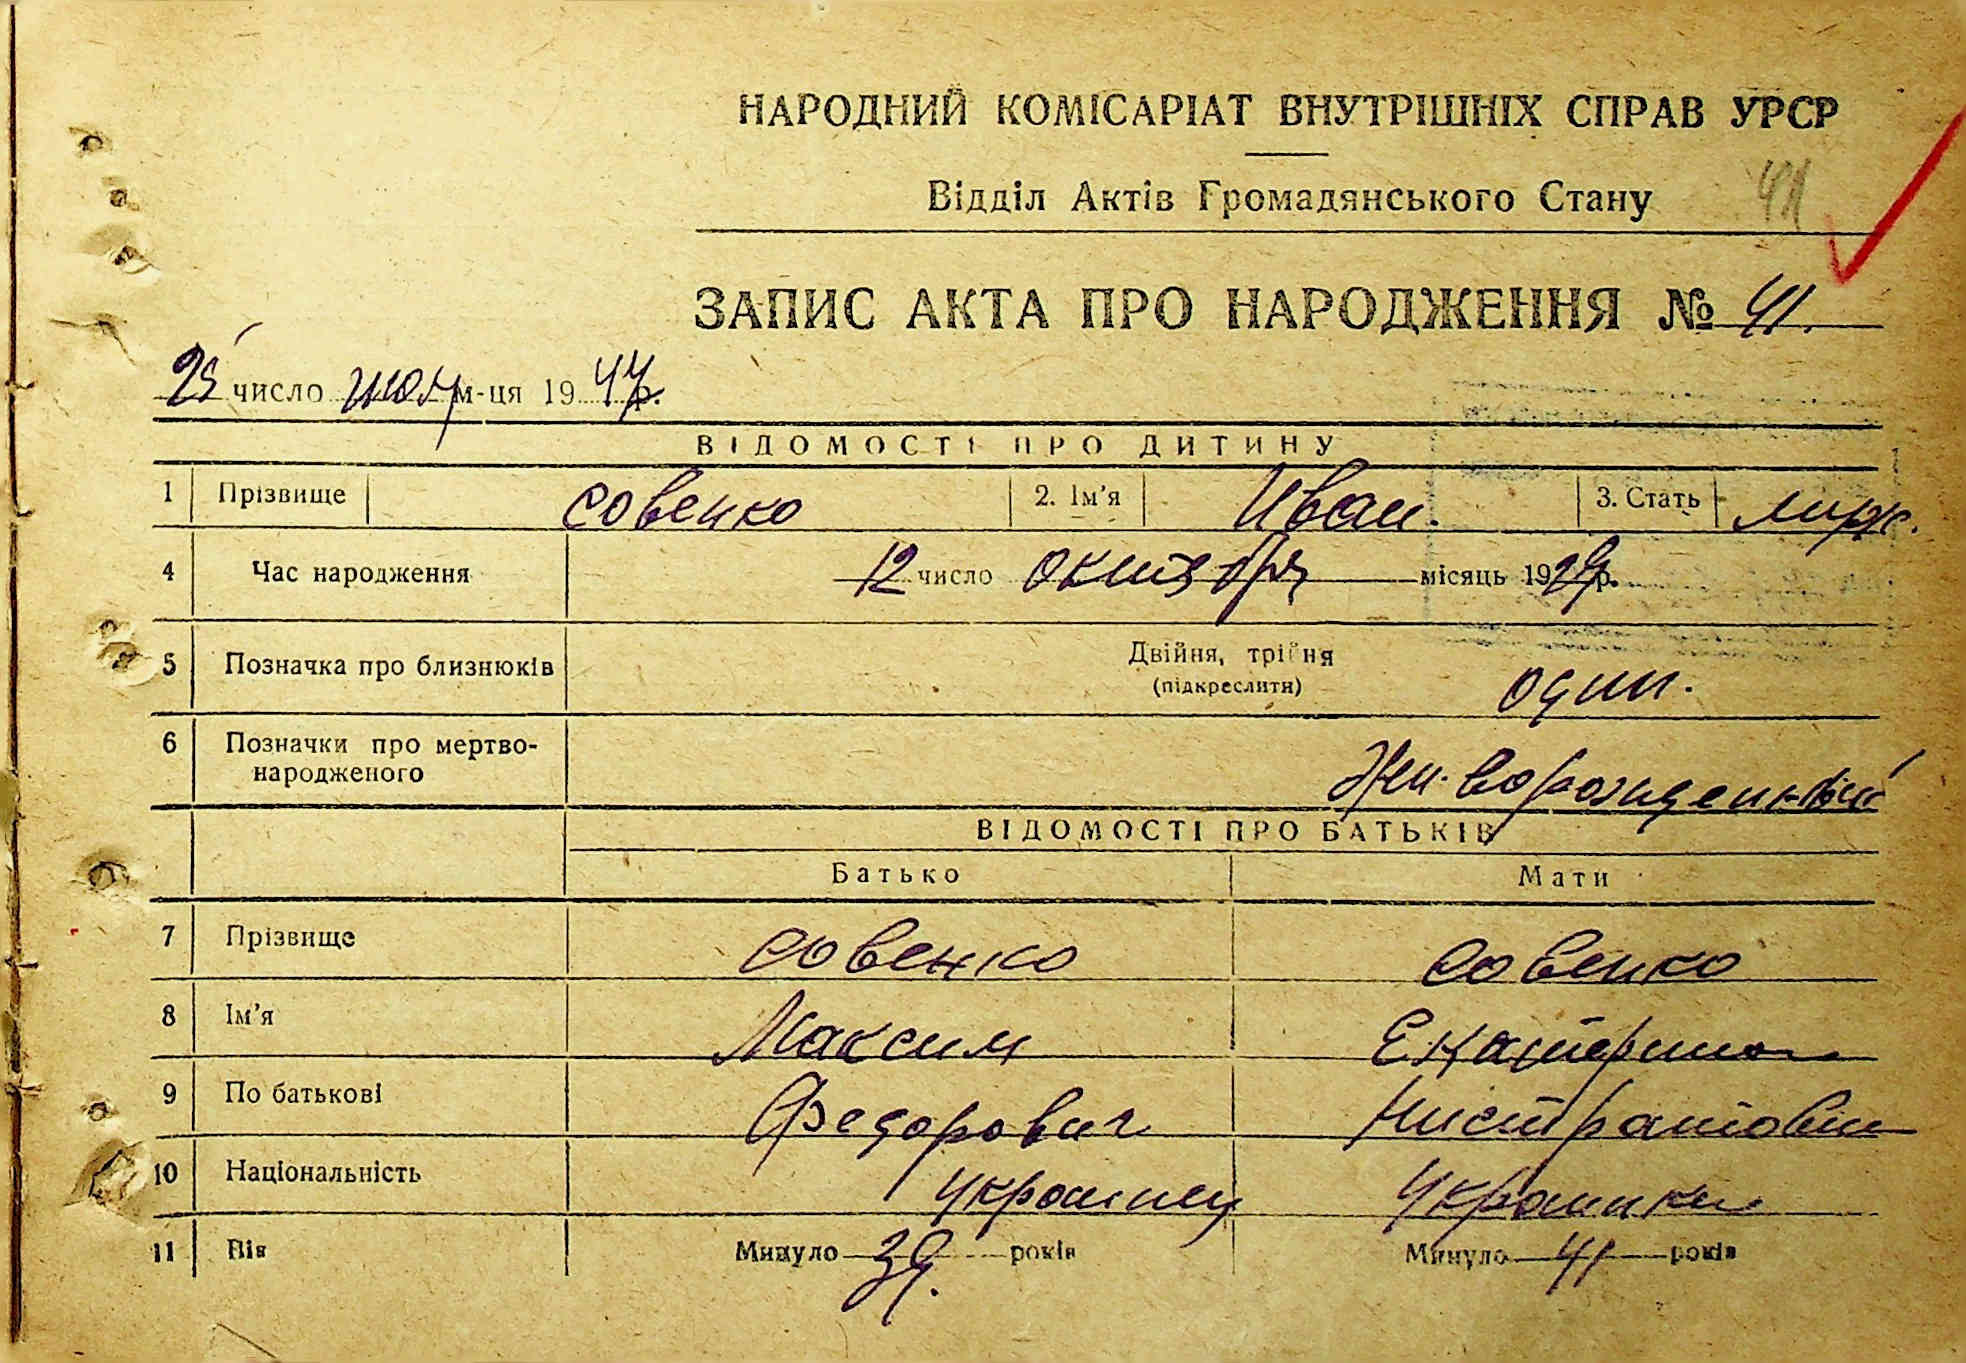 НАРОДНИЙ КОМІСАРІАТ ВНУТРІШНІХ СПРАВ УРСР
Відділ Актів Громадянського Стану 41
ЗАПИС АКТА ПРО НАРОДЖЕННЯ № 41.
25 число м-ця 1944 р.
ВІДОМОСТІ ПРО ДИТИНУ
1 Прізвище Совенко 2. Ім'я Иван. 3. Стать муж.
4 Час народження 12 число октября місяць 1929 р.
5 Позначка про близнюків Двійня, трійня (підкреслити) один.
6 Позначки про мертво-
народженого Живорожденный
ВІДОМОСТІ ПРО БАТЬКІВ
Батько Мати
7 Прізвище Совенко Совенко
8 Ім'я Максим Екатерина
9 По батькові Федорович
10 Національність украинец украинка
11 Вік Минуло 39 років Минуло 41 років